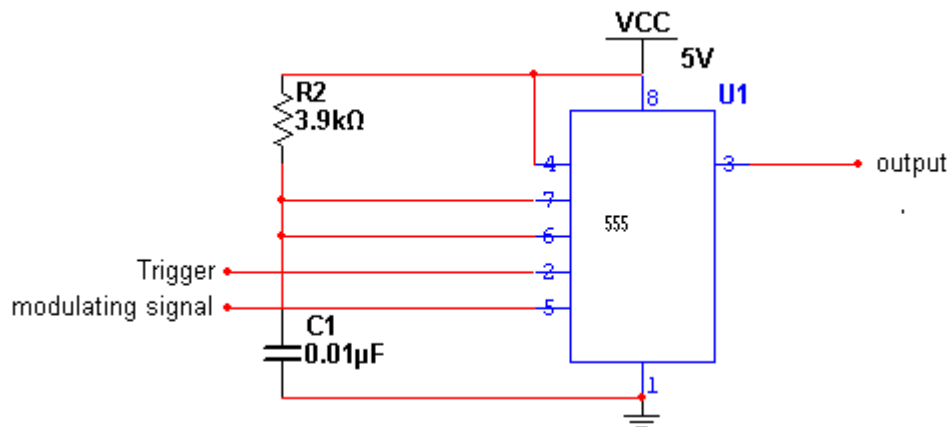 VCC
5V
R2
3.9kΩ
U1
8
4
3
output
7
555
6
Trigger
2
modulating signal
5
C1
0.01µF
1